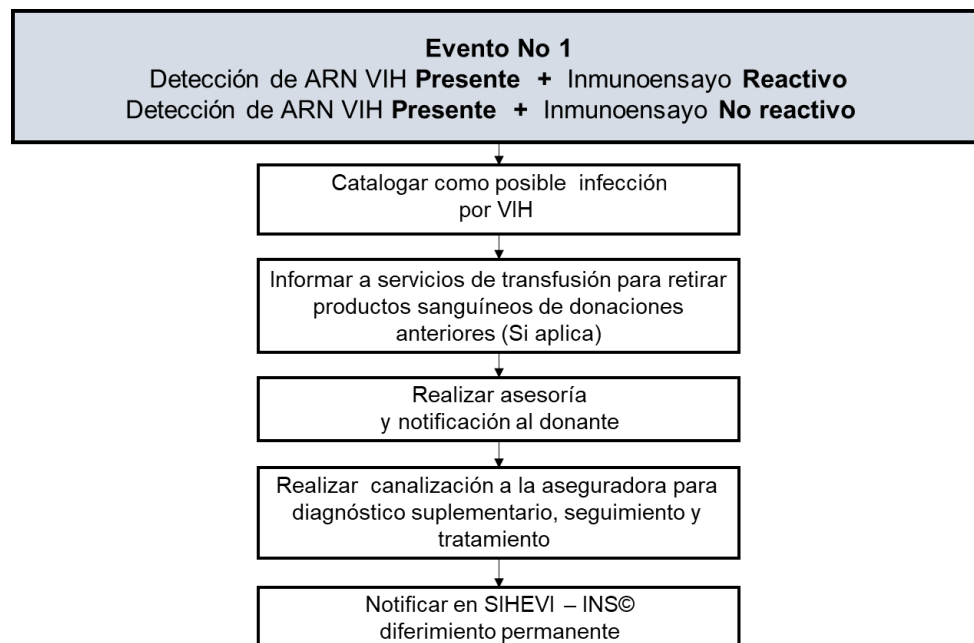 Evento No 1
Detección de ARN VIH Presente + Inmunoensayo Reactivo
Detección de ARN VIH Presente + Inmunoensayo No reactivo
Catalogar como posible infección
por VIH
Informar a servicios de transfusión para retirar
productos sanguíneos de donaciones
anteriores (Si aplica)
Realizar asesoría
y notificación al donante
Realizar canalización a la aseguradora para
diagnóstico suplementario, seguimiento y
tratamiento
Notificar en SIHEVI – INS©
diferimiento permanente